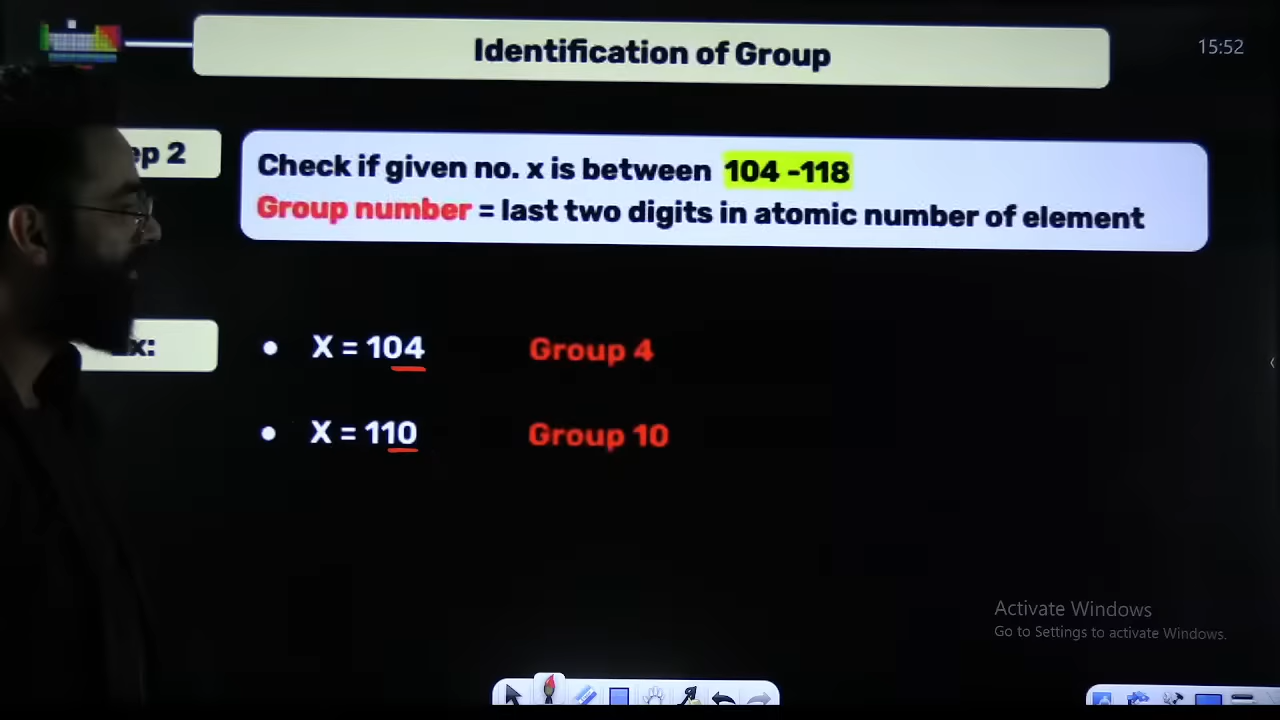 Identification of Group
15:52
ep 2
Check if given no. x is between 104 -118
Group number = last two digits in atomic number of element
x:
• X = 104 Group 4
• X = 110 Group 10
Activate Windows
Go to Settings to activate Windows.